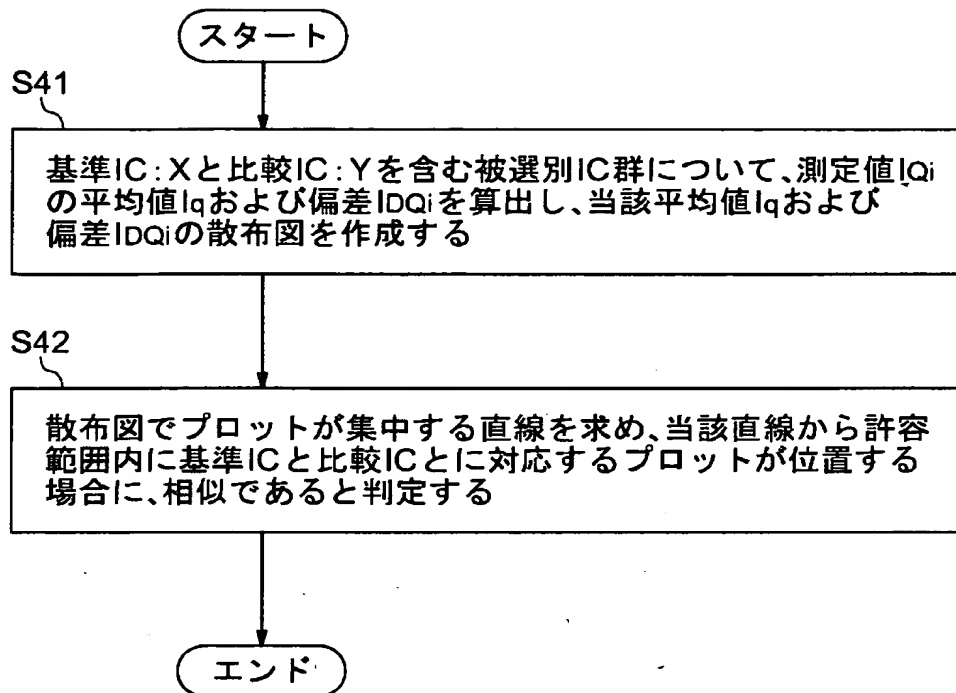 スタート
S41
基準IC:Xと比較IC:Yを含む被選別IC群について、測定値IQi
の平均値Iqおよび偏差IDQiを算出し、当該平均値Iqおよび
偏差IDQiの散布図を作成する
S42
散布図でプロットが集中する直線を求め、当該直線から許容
範囲内に基準ICと比較ICとに対応するプロットが位置する
場合に、相似であると判定する
エンド